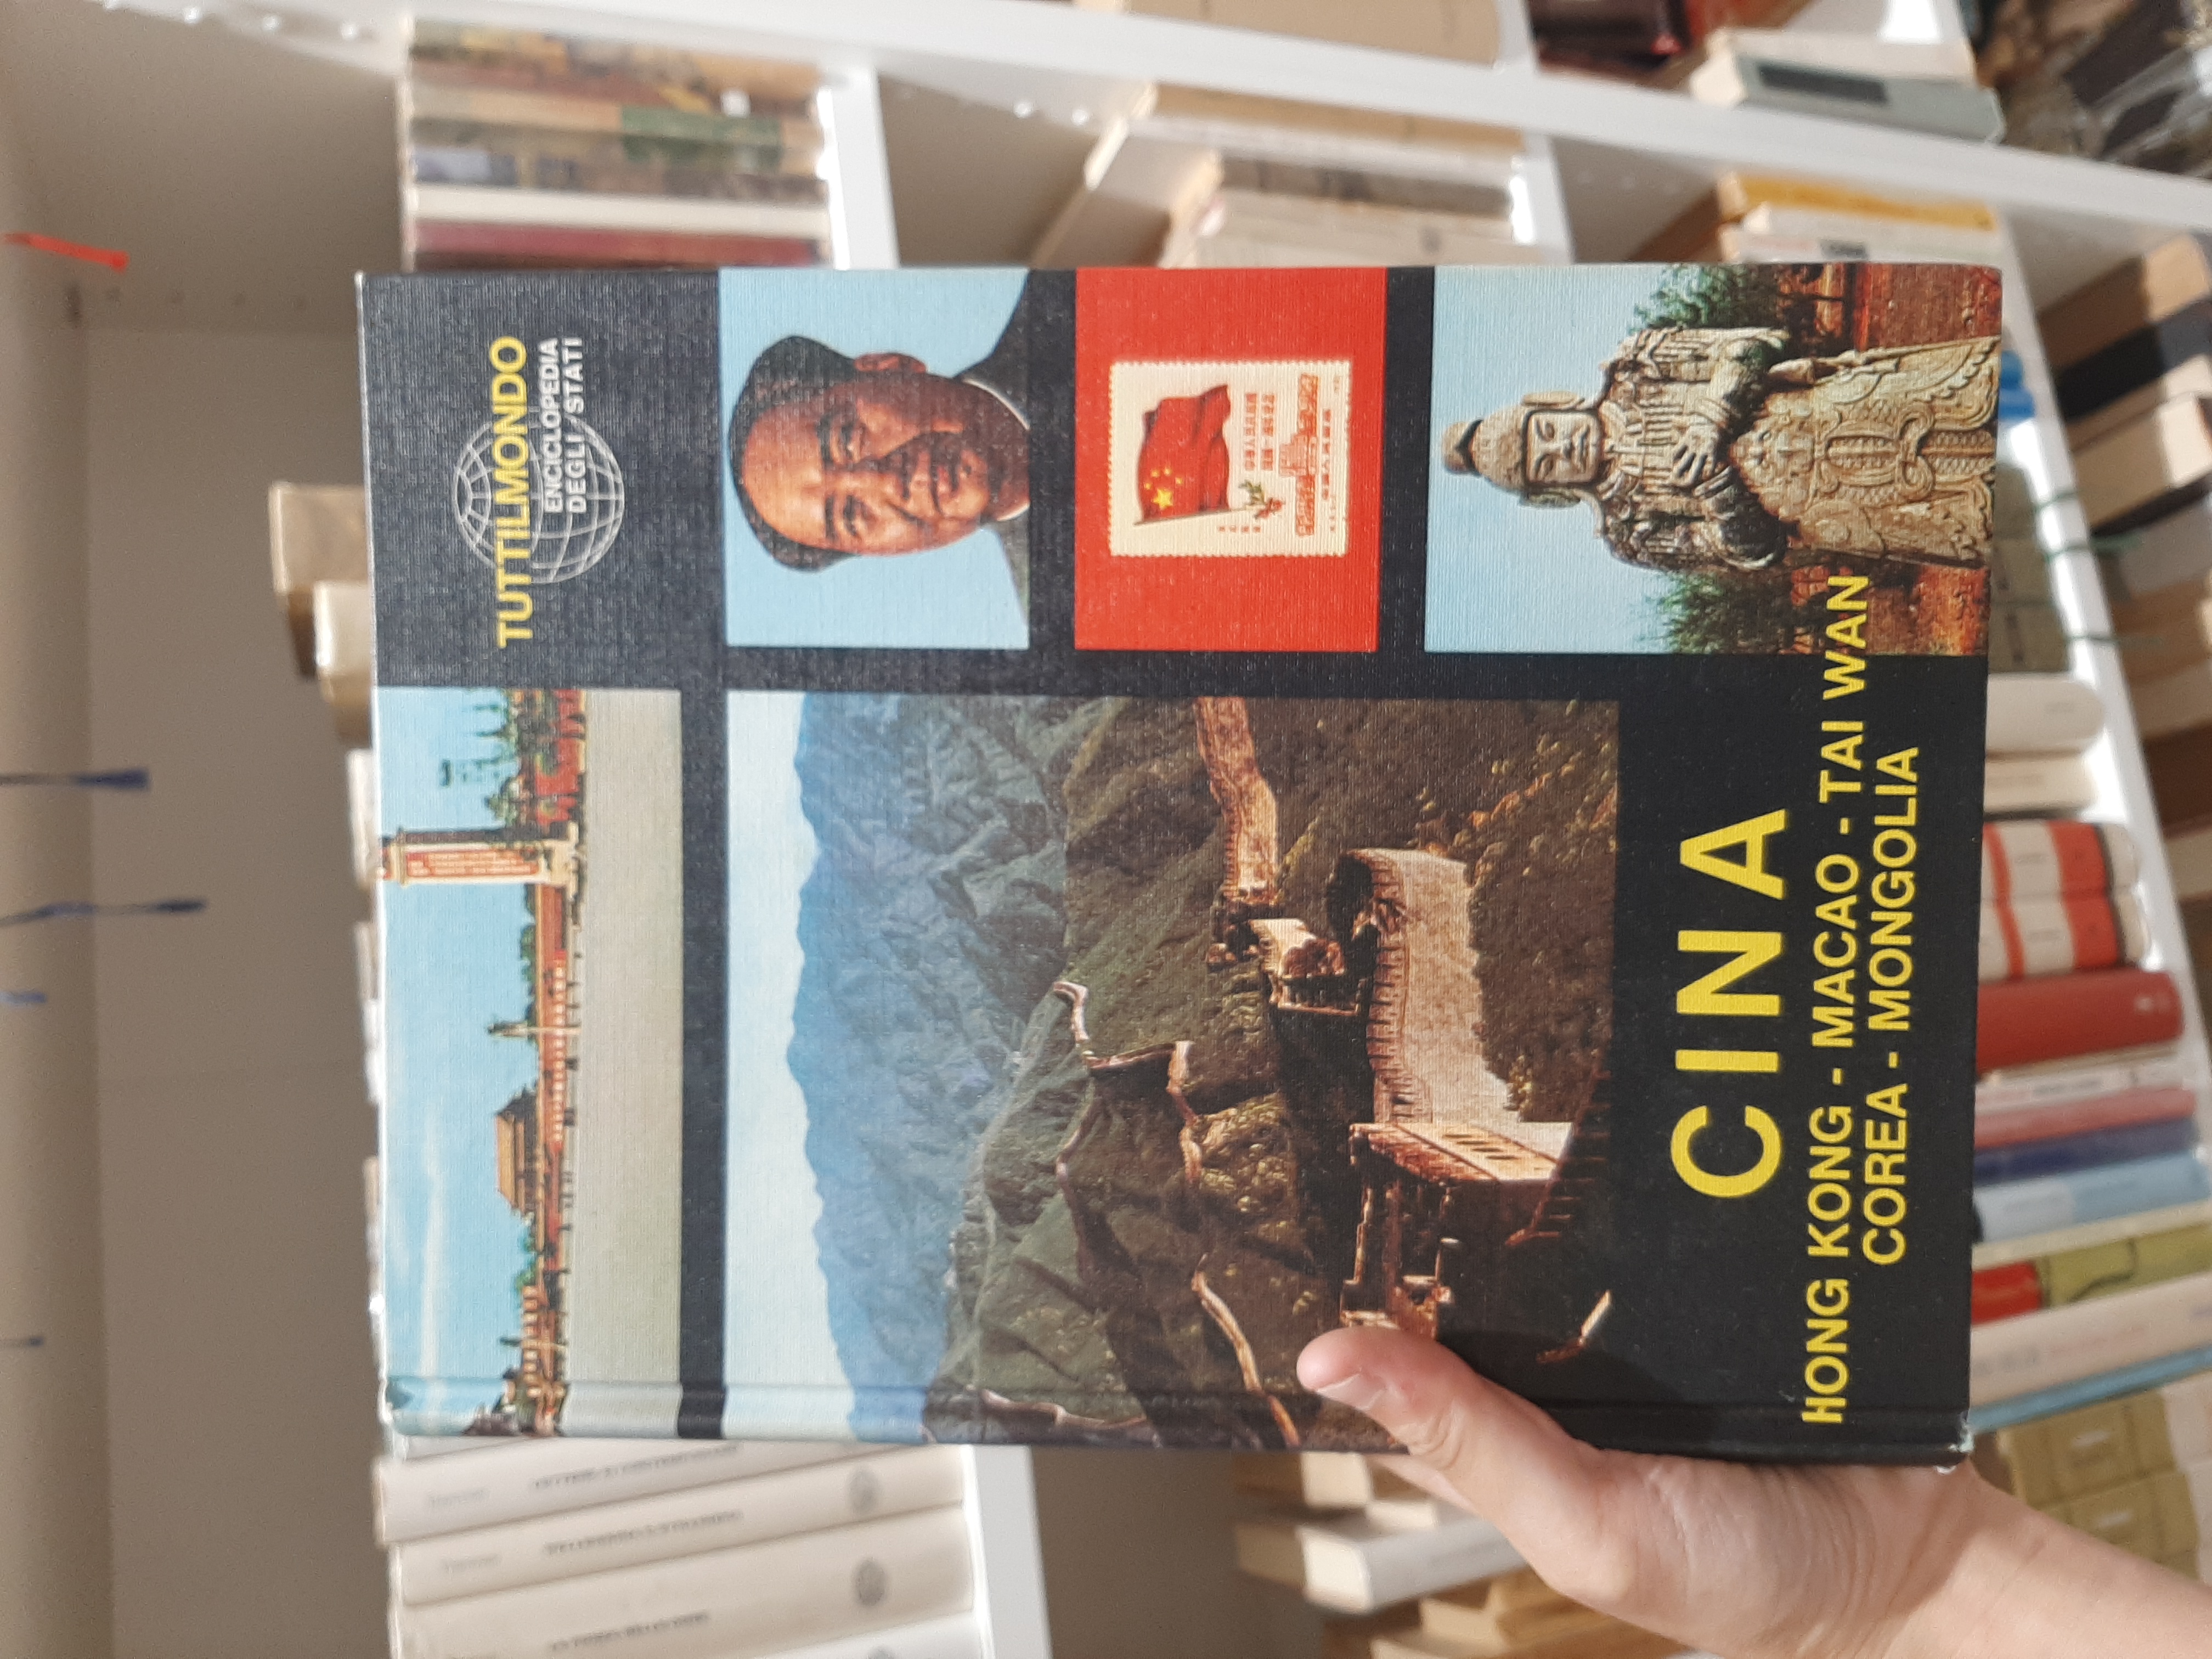 TUTTILMONDO
ENCICLOPEDIA
DEGLI STATI
CINA
HONG KONG - MACAO - TAI WAN
COREA - MONGOLIA